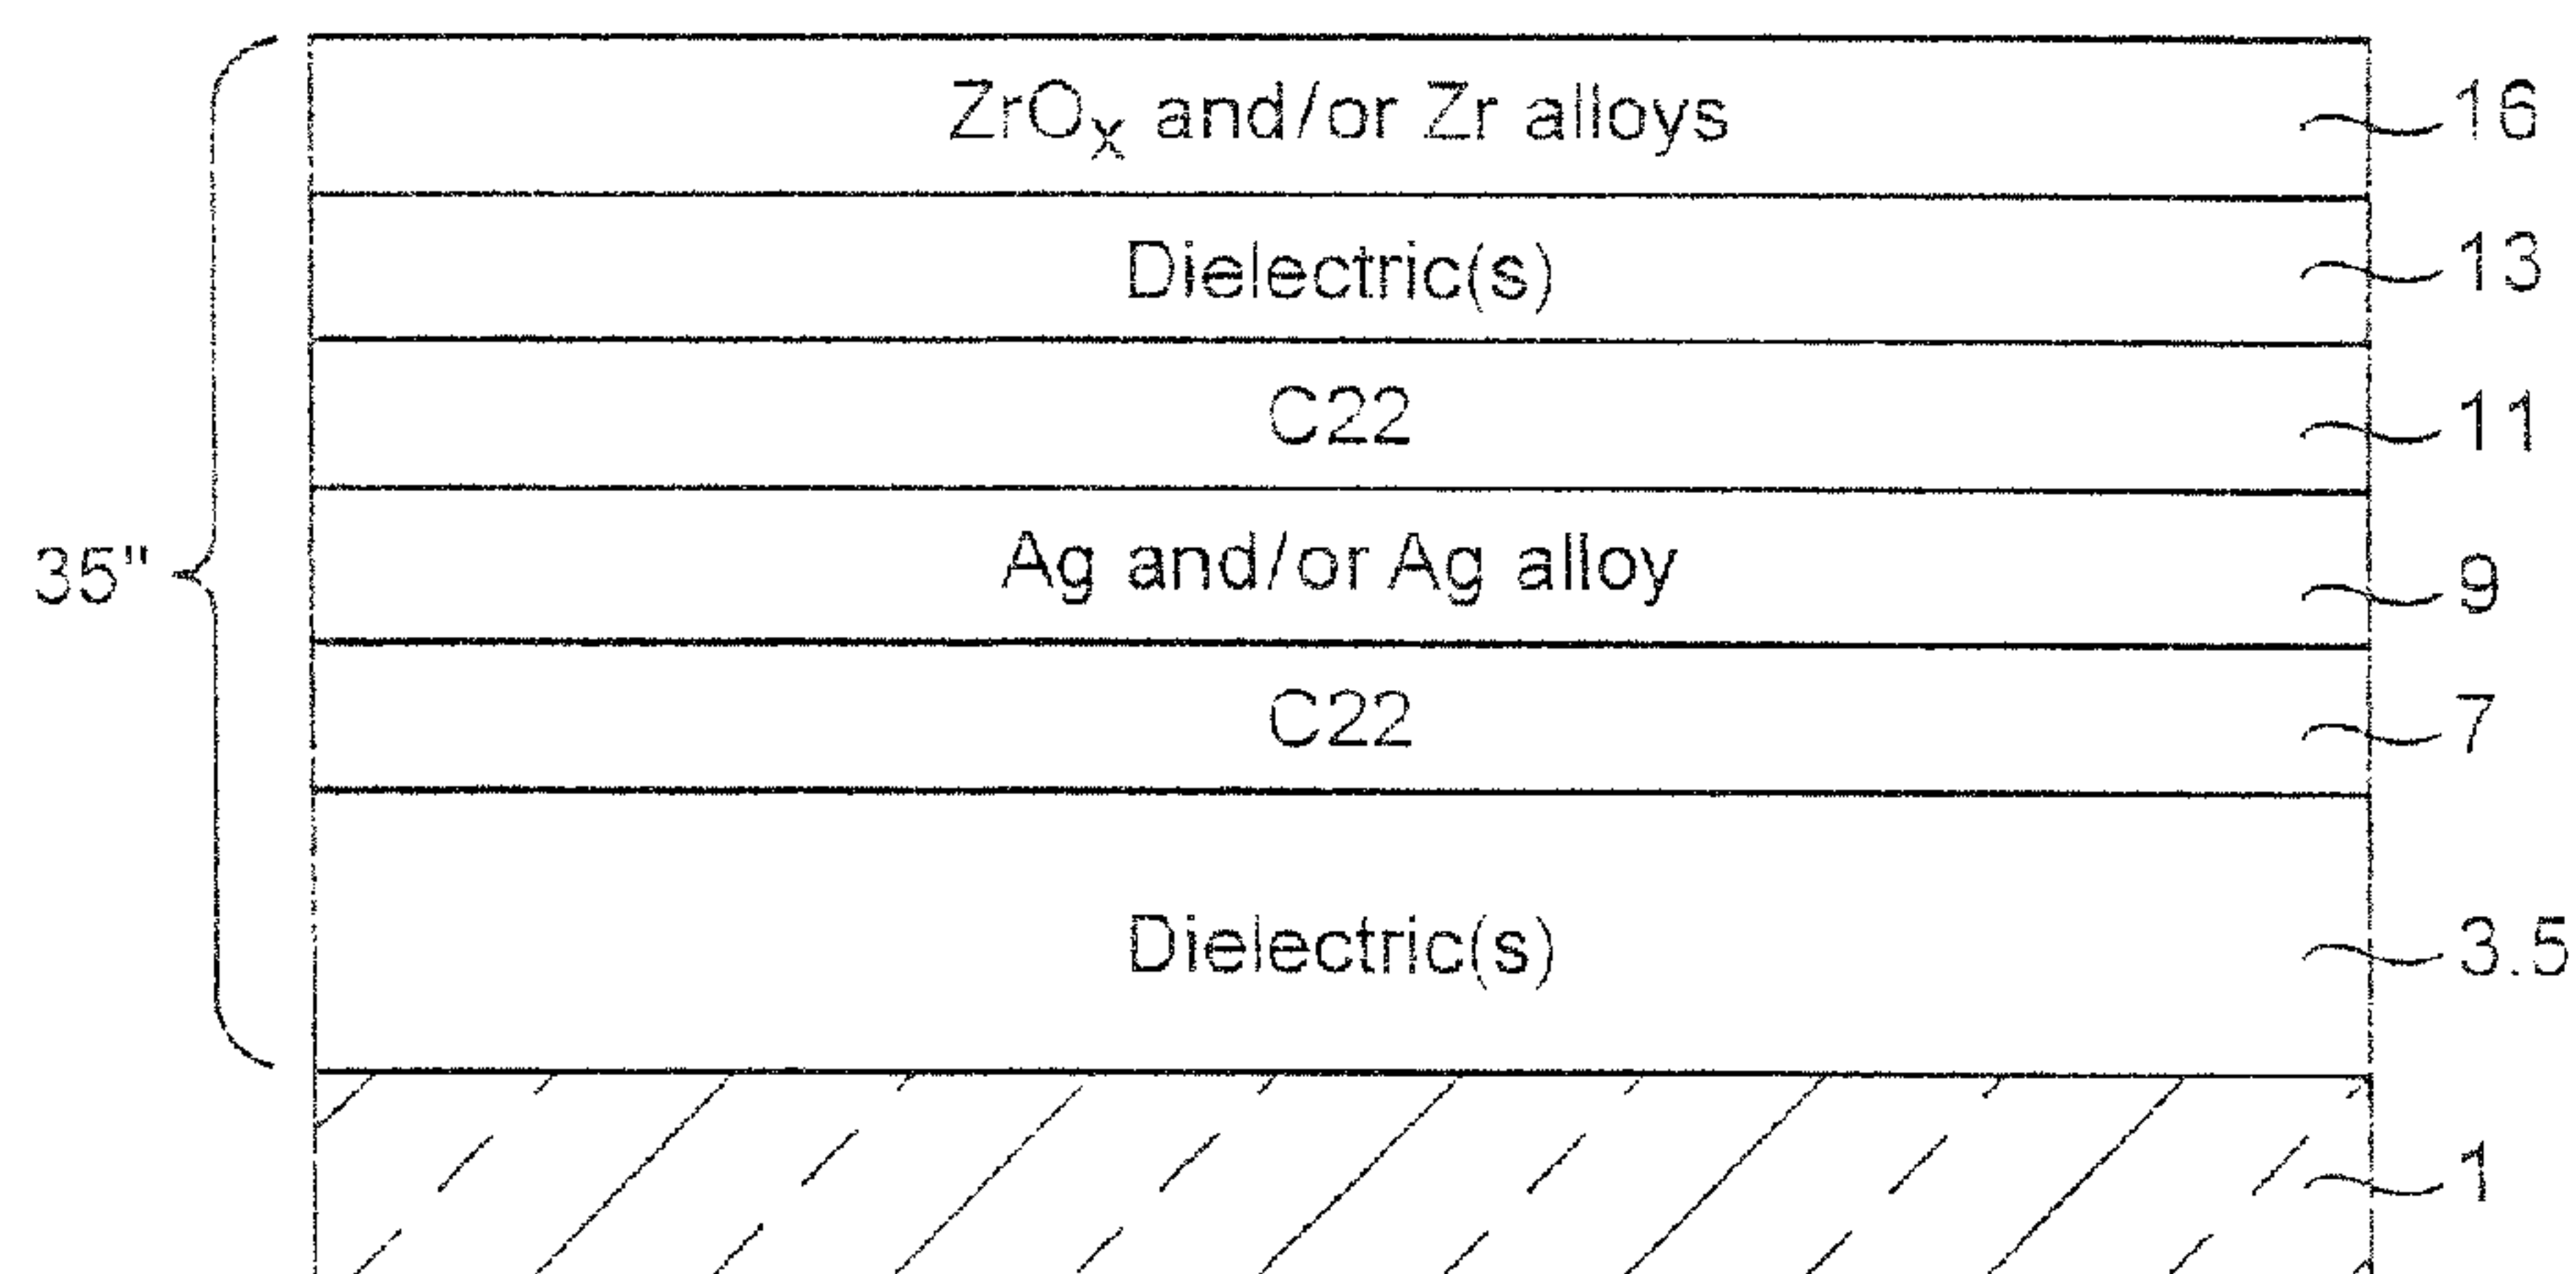 ZrOx and/or Zr alloys 16
Dielectric(s) 13
C22 11
Ag and/or Ag alloy 9
35"
C22 7
Dielectric(s) 3.5
1